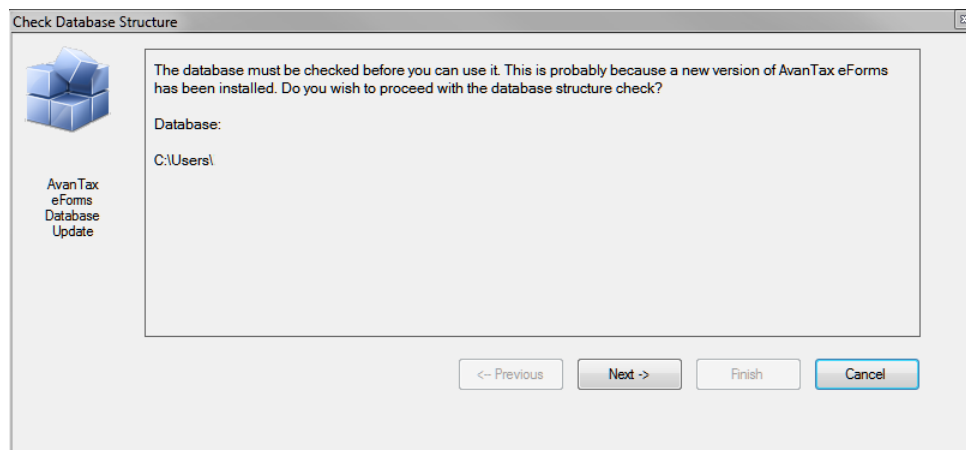 Check Database Structure
The database must be checked before you can use it. This is probably because a new version of AvanTax eForms
has been installed. Do you wish to proceed with the database structure check?
Database:
C:\Users\
AvanTax
eForms
Database
Update
<-- Previous
Next ->
Finish
Cancel